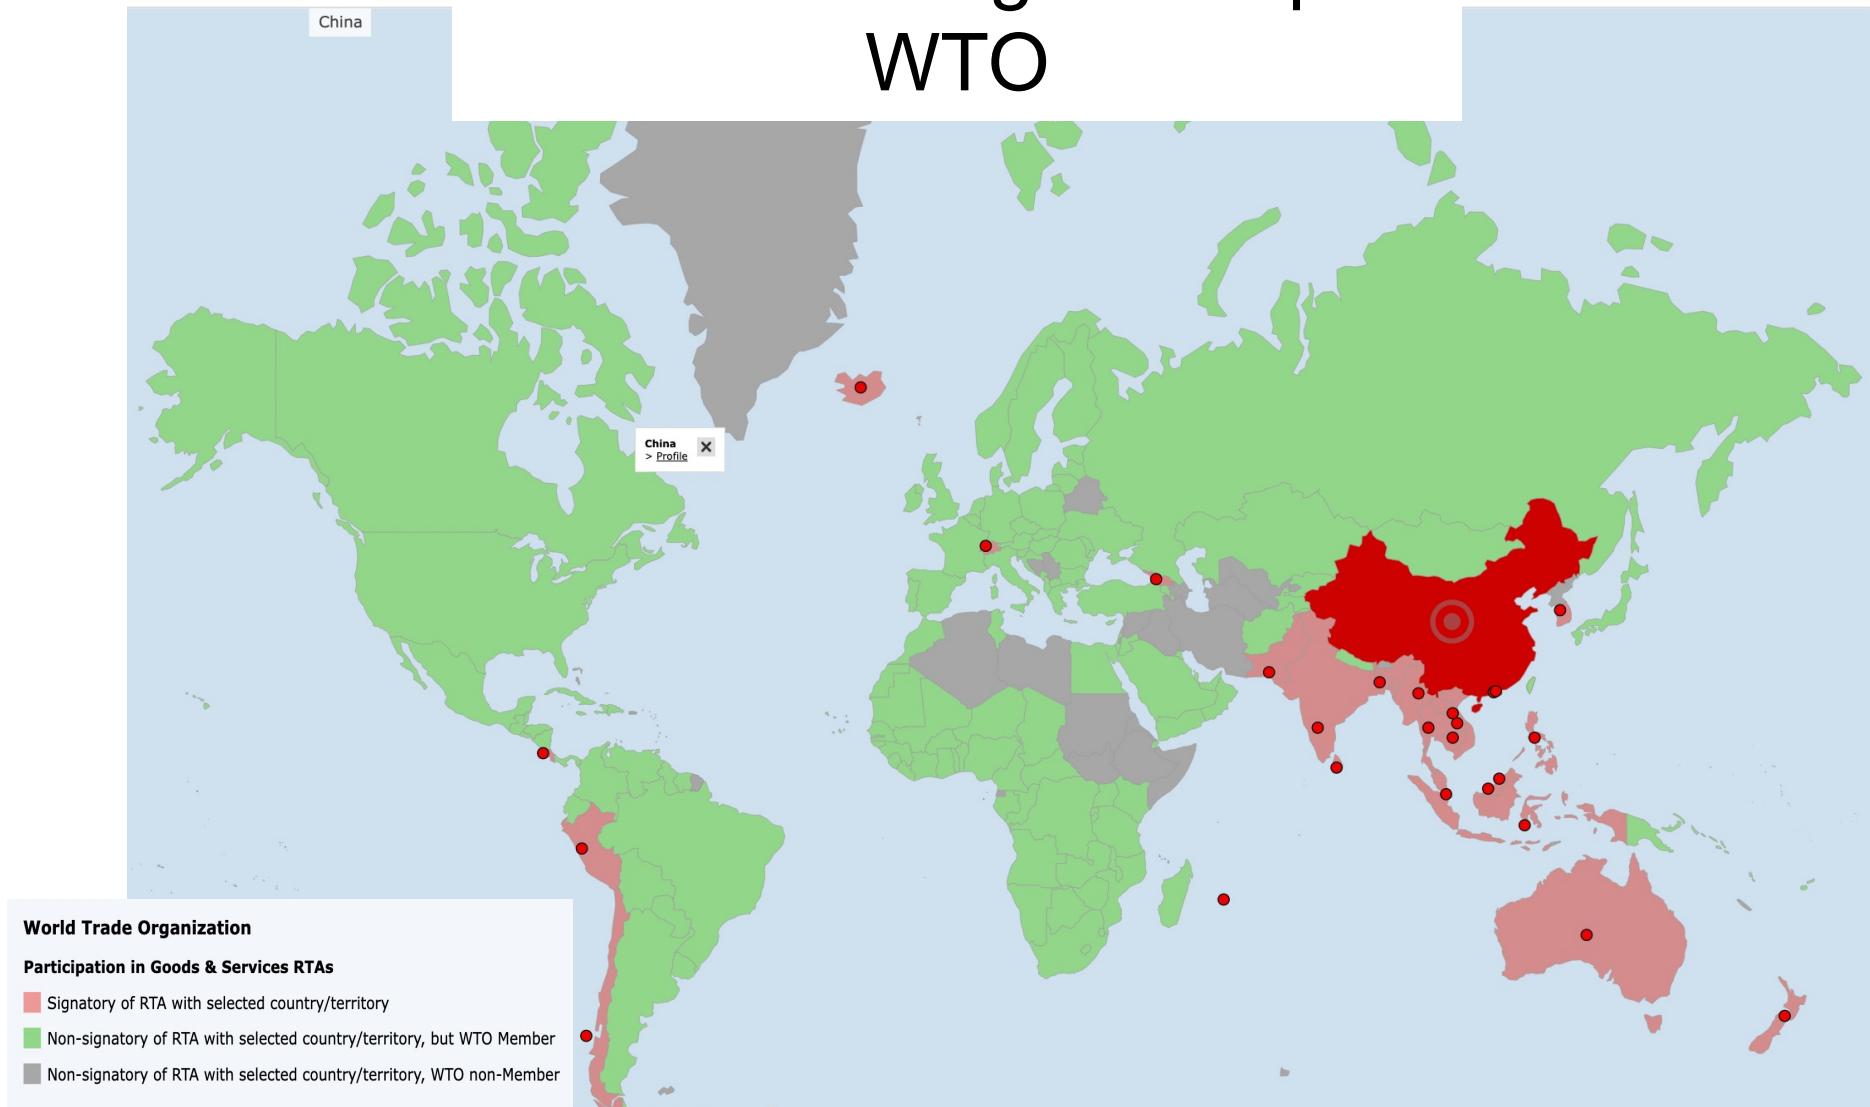 China
WTO
China
> Profile
World Trade Organization
Participation in Goods & Services RTAs
Signatory of RTA with selected country/territory
Non-signatory of RTA with selected country/territory, but WTO Member
Non-signatory of RTA with selected country/territory, WTO non-Member